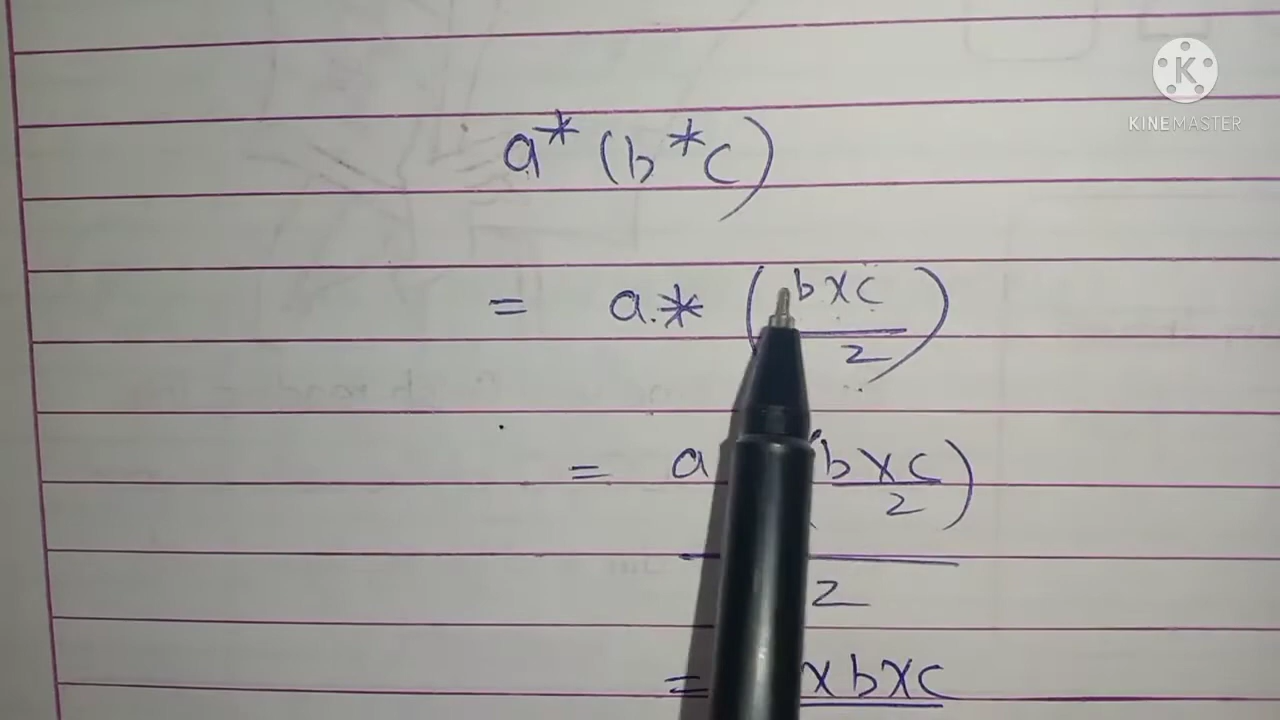 KINEMASTER
a * (b * c)
= a * (b x c / 2)
= a (b x c / 2)
2
= x b x c